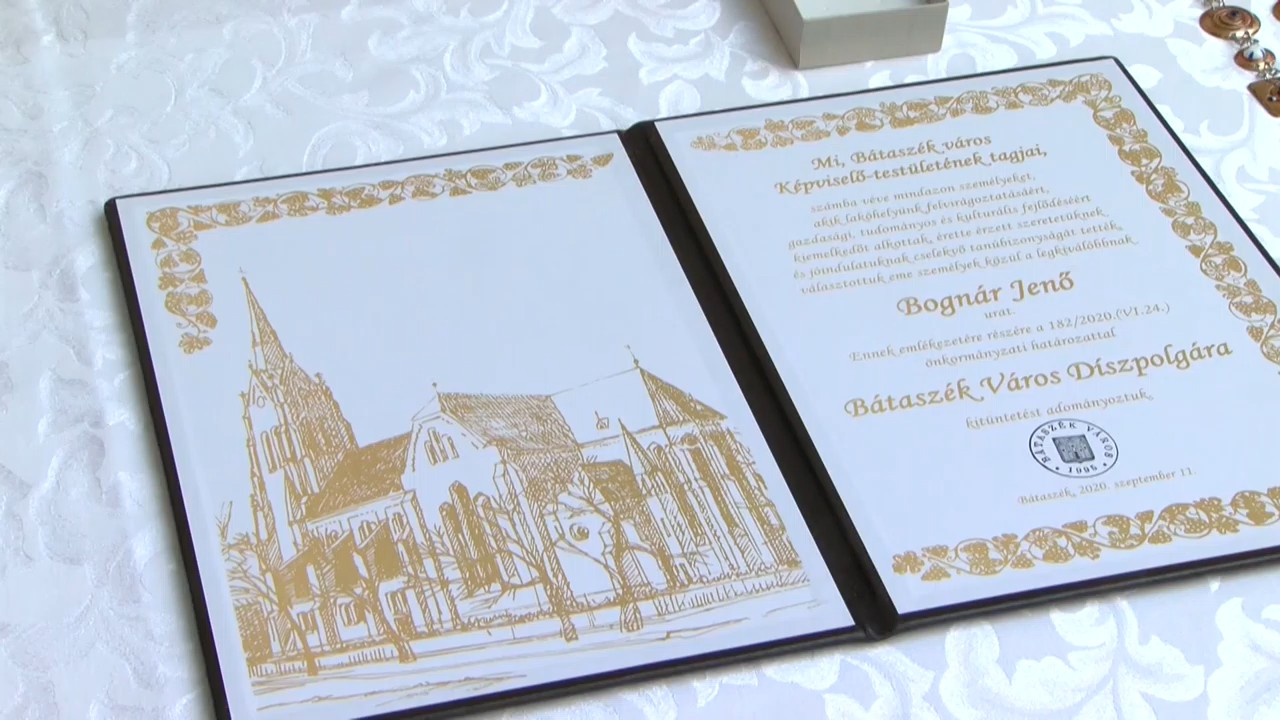 Mi, Bátaszék város
Képviselő-testületének tagjai,
számba véve mindazon személyeket,
akik lakóhelyünk felvirágoztatásáért,
gazdasági, tudományos és kulturális fejlődéséért
kiemelkedőt alkottak, érette érzett szeretetüknek
és jóindulatuknak cselekvő tanúbizonyságát tették,
választottuk eme személyek közül a legkiválóbbnak
Bognár Jenő
urat.
Ennek emlékezetére részére a 182/2020.(VI.24.)
önkormányzati határozattal
Bátaszék Város Díszpolgára
kitüntetést adományoztuk.
BÁTASZÉK VÁROS
• 1995 •
Bátaszék, 2020. szeptember 11.